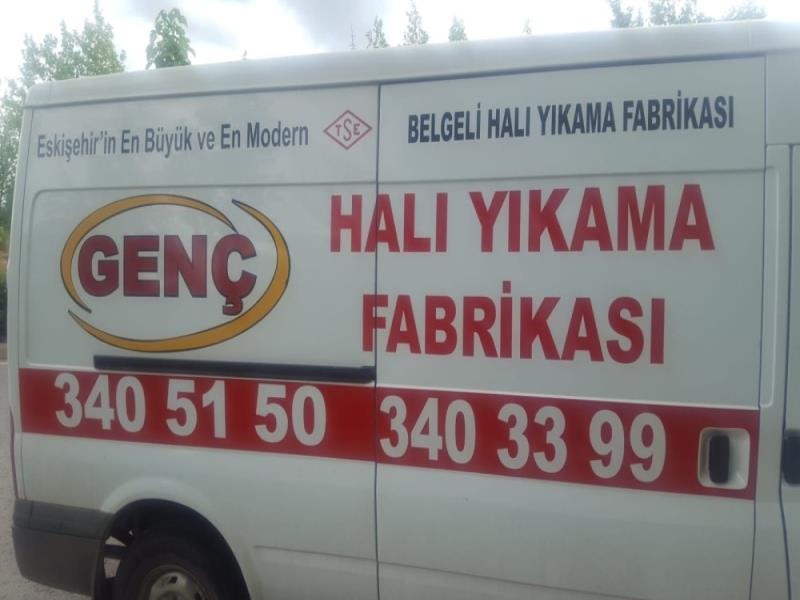 Eskişehir'in En Büyük ve En Modern
TSE
BELGELİ HALI YIKAMA FABRİKASI
GENÇ
HALI YIKAMA
FABRİKASI
340 51 50
340 33 99